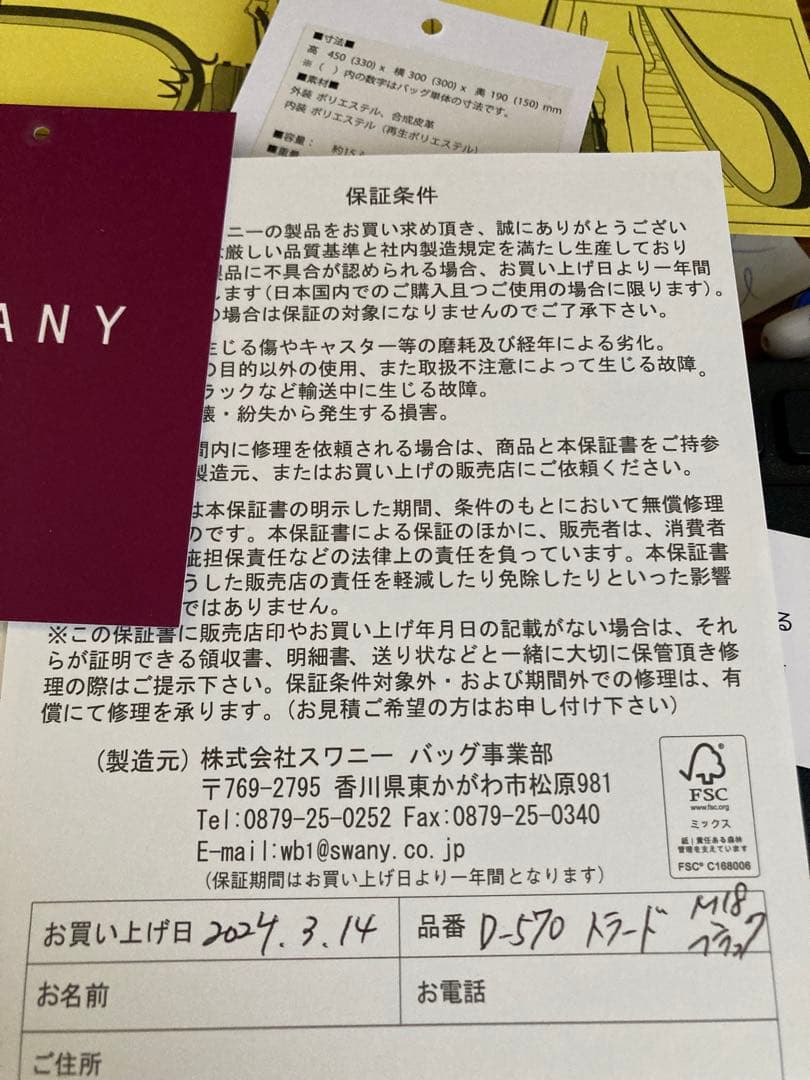 ■寸法■
高 450 (330) x 横 300 (300) x 奥 190 (150) mm
※( )内の数字はバッグ単体の寸法です。
■素材■
外装 ポリエステル、合成皮革
内装 ポリエステル（再生ポリエステル）
■容量：
■重量
約15.
ANY
保証条件
ニーの製品をお買い求め頂き、誠にありがとうござい
厳しい品質基準と社内製造規定を満たし生産しており
製品に不具合が認められる場合、お買い上げ日より一年間
します（日本国内でのご購入且つご使用の場合に限ります）。
の場合は保証の対象になりませんのでご了承下さい。
生じる傷やキャスター等の磨耗及び経年による劣化。
の目的以外の使用、また取扱不注意によって生じる故障。
ラックなど輸送中に生じる故障。
壊・紛失から発生する損害。
間内に修理を依頼される場合は、商品と本保証書をご持参
製造元、またはお買い上げの販売店にご依頼ください。
は本保証書の明示した期間、条件のもとにおいて無償修理
のです。本保証書による保証のほかに、販売者は、消費者
疵担保責任などの法律上の責任を負っています。本保証書
うした販売店の責任を軽減したり免除したりといった影響
ではありません。
※この保証書に販売店印やお買い上げ年月日の記載がない場合は、それ
らが証明できる領収書、明細書、送り状などと一緒に大切に保管頂き修
理の際はご提示下さい。保証条件対象外・および期間外での修理は、有
償にて修理を承ります。（お見積ご希望の方はお申し付け下さい）
（製造元）株式会社スワニー バッグ事業部
〒769-2795 香川県東かがわ市松原981
Tel:0879-25-0252 Fax:0879-25-0340
E-mail:wb1@swany.co.jp
（保証期間はお買い上げ日より一年間となります）
FSC
www.fsc.org
ミックス
紙｜責任ある森林
管理を支えています
FSC® C168006
お買い上げ日 2024.3.14
品番 D-570 トラード M18
ブラック
お名前
お電話
ご住所
る